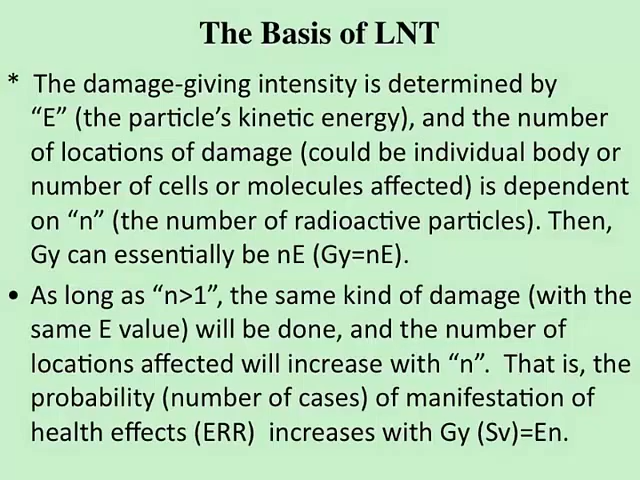 The Basis of LNT
* The damage-giving intensity is determined by
“E” (the particle’s kinetic energy), and the number
of locations of damage (could be individual body or
number of cells or molecules affected) is dependent
on “n” (the number of radioactive particles). Then,
Gy can essentially be nE (Gy=nE).
• As long as “n>1”, the same kind of damage (with the
same E value) will be done, and the number of
locations affected will increase with “n”. That is, the
probability (number of cases) of manifestation of
health effects (ERR) increases with Gy (Sv)=En.